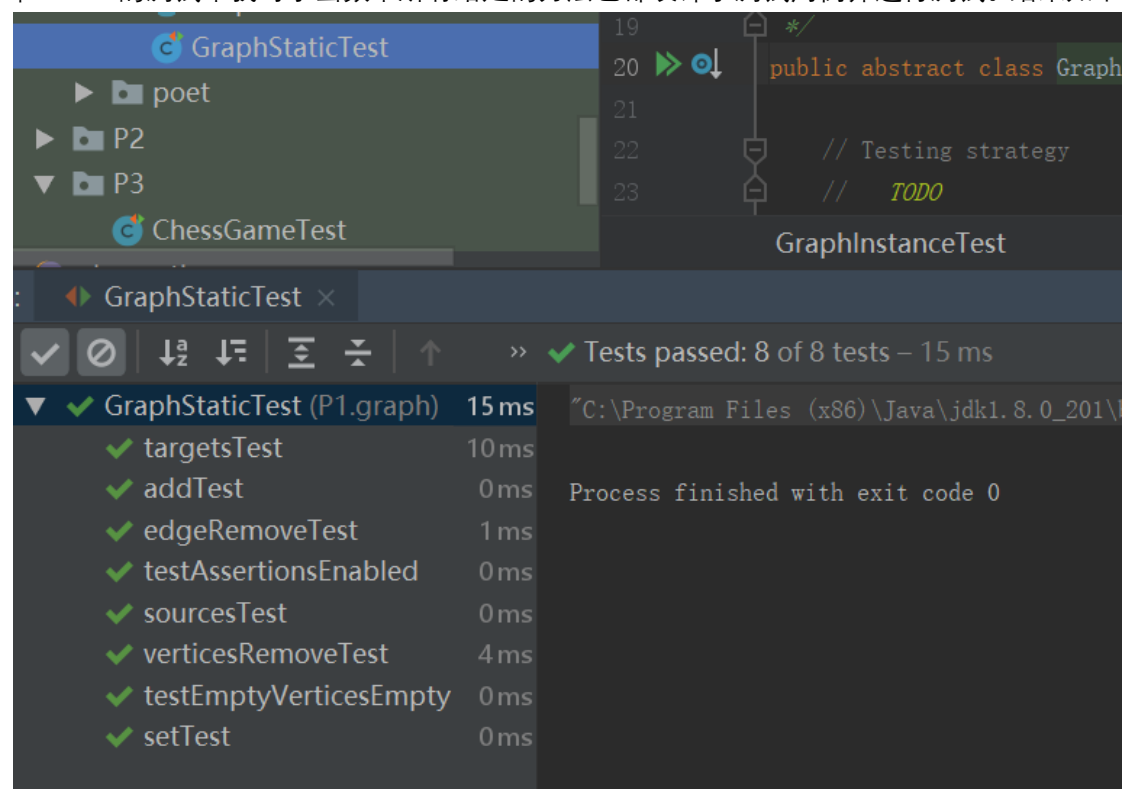 GraphStaticTest
poet
P2
P3
ChessGameTest
19 */
20 public abstract class Graph
21
22 // Testing strategy
23 // TODO
GraphInstanceTest
: GraphStaticTest ×
» Tests passed: 8 of 8 tests – 15 ms
GraphStaticTest (P1.graph) 15 ms
targetsTest 10 ms
addTest 0 ms
edgeRemoveTest 1 ms
testAssertionsEnabled 0 ms
sourcesTest 0 ms
verticesRemoveTest 4 ms
testEmptyVerticesEmpty 0 ms
setTest 0 ms
"C:\Program Files (x86)\Java\jdk1.8.0_201\
Process finished with exit code 0